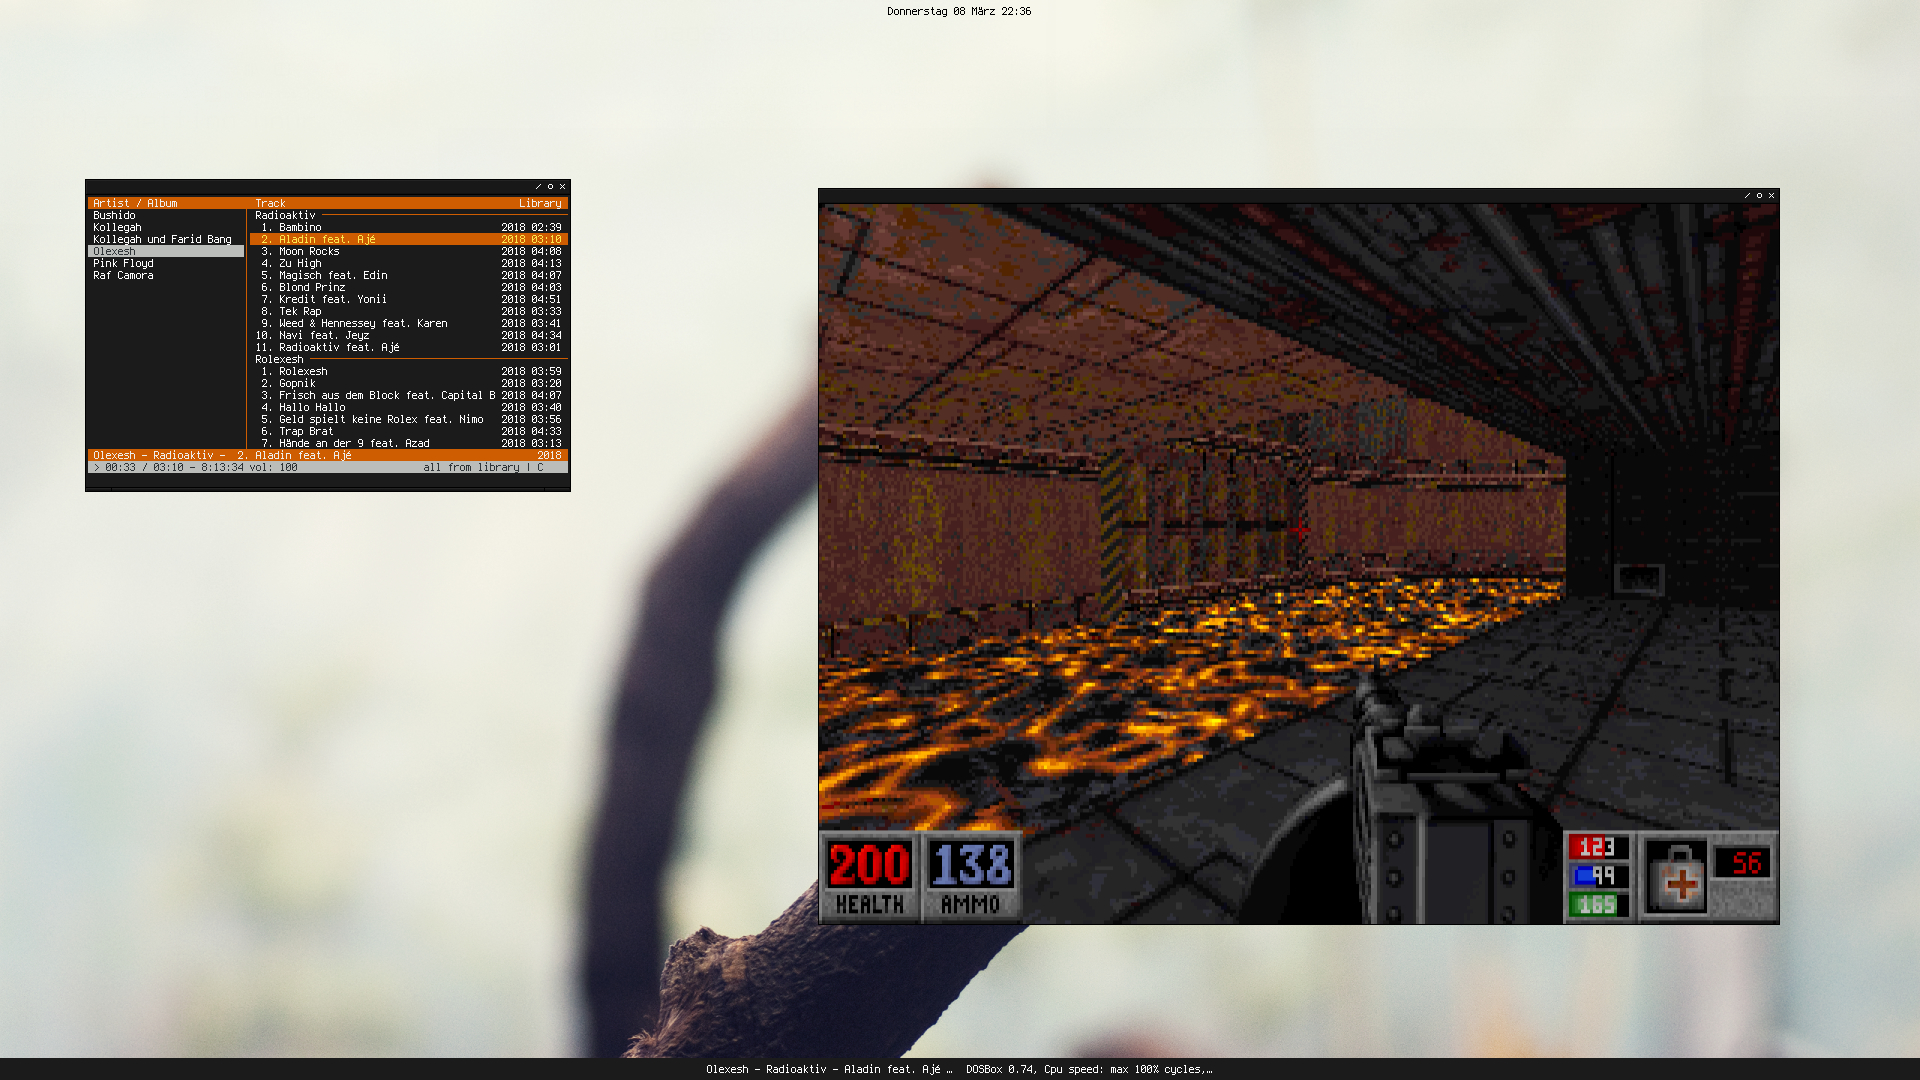 Donnerstag 08 März 22:36
Artist / Album Track Library
Bushido
Kollegah
Kollegah und Farid Bang
Olexesh
Pink Floyd
Raf Camora
Radioaktiv
1. Bambino 2018 02:39
2. Aladin feat. Ajé 2018 03:10
3. Moon Rocks 2018 04:08
4. Zu High 2018 04:13
5. Magisch feat. Edin 2018 04:07
6. Blond Prinz 2018 04:03
7. Kredit feat. Yonii 2018 04:51
8. Tek Rap 2018 03:33
9. Weed & Hennessey feat. Karen 2018 03:41
10. Navi feat. Jeyz 2018 04:34
11. Radioaktiv feat. Ajé 2018 03:01
Rolexesh
1. Rolexesh 2018 03:59
2. Gopnik 2018 03:20
3. Frisch aus dem Block feat. Capital B 2018 04:07
4. Hallo Hallo 2018 03:40
5. Geld spielt keine Rolex feat. Nimo 2018 03:56
6. Trap Brat 2018 04:33
7. Hände an der 9 feat. Azad 2018 03:13
Olexesh - Radioaktiv - 2. Aladin feat. Ajé 2018
> 00:33 / 03:10 - 8:13:34 vol: 100 all from library | C
200
HEALTH
138
AMMO
123
99
165
56
Olexesh - Radioaktiv - Aladin feat. Ajé … DOSBox 0.74, Cpu speed: max 100% cycles,…